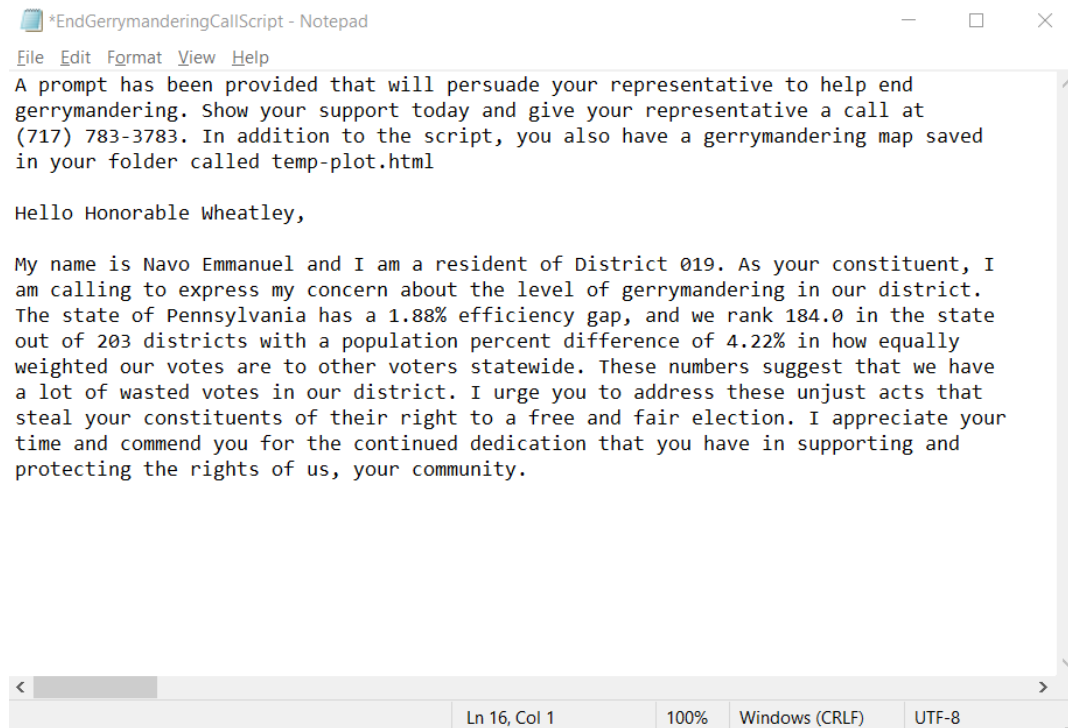 *EndGerrymanderingCallScript - Notepad
File Edit Format View Help
A prompt has been provided that will persuade your representative to help end
gerrymandering. Show your support today and give your representative a call at
(717) 783-3783. In addition to the script, you also have a gerrymandering map saved
in your folder called temp-plot.html
Hello Honorable Wheatley,
My name is Navo Emmanuel and I am a resident of District 019. As your constituent, I
am calling to express my concern about the level of gerrymandering in our district.
The state of Pennsylvania has a 1.88% efficiency gap, and we rank 184.0 in the state
out of 203 districts with a population percent difference of 4.22% in how equally
weighted our votes are to other voters statewide. These numbers suggest that we have
a lot of wasted votes in our district. I urge you to address these unjust acts that
steal your constituents of their right to a free and fair election. I appreciate your
time and commend you for the continued dedication that you have in supporting and
protecting the rights of us, your community.
Ln 16, Col 1 100% Windows (CRLF) UTF-8